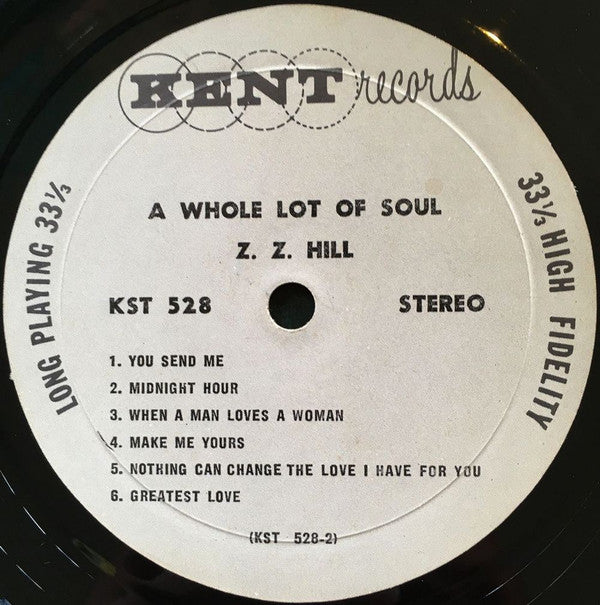 KENT records
LONG PLAYING 33⅓
33⅓ HIGH FIDELITY
A WHOLE LOT OF SOUL
Z. Z. HILL
KST 528
STEREO
1. YOU SEND ME
2. MIDNIGHT HOUR
3. WHEN A MAN LOVES A WOMAN
4. MAKE ME YOURS
5. NOTHING CAN CHANGE THE LOVE I HAVE FOR YOU
6. GREATEST LOVE
(KST 528-2)